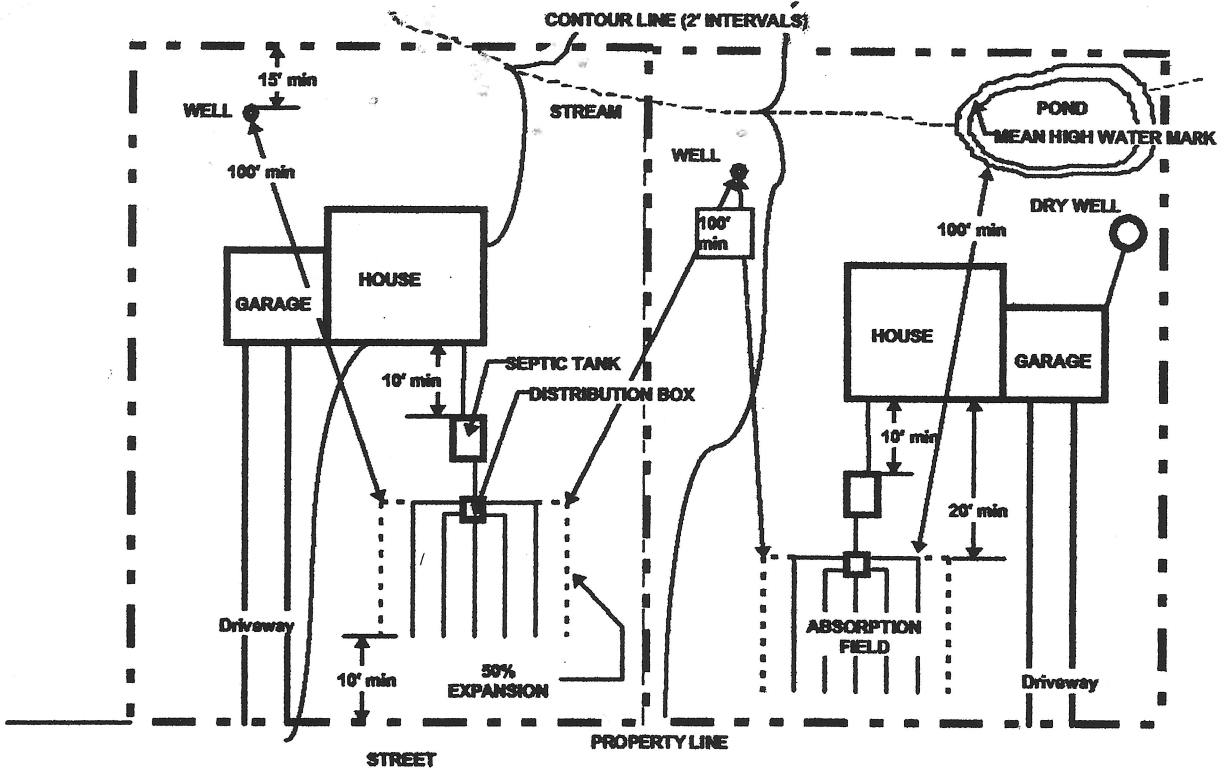 CONTOUR LINE (2' INTERVALS)
15' min
WELL
STREAM
POND
MEAN HIGH WATER MARK
WELL
100' min
DRY WELL
100'
min
100' min
HOUSE
GARAGE
HOUSE
GARAGE
SEPTIC TANK
10' min
DISTRIBUTION BOX
10' min
20' min
Driveway
ABSORPTION
FIELD
50%
EXPANSION
10' min
Driveway
PROPERTY LINE
STREET